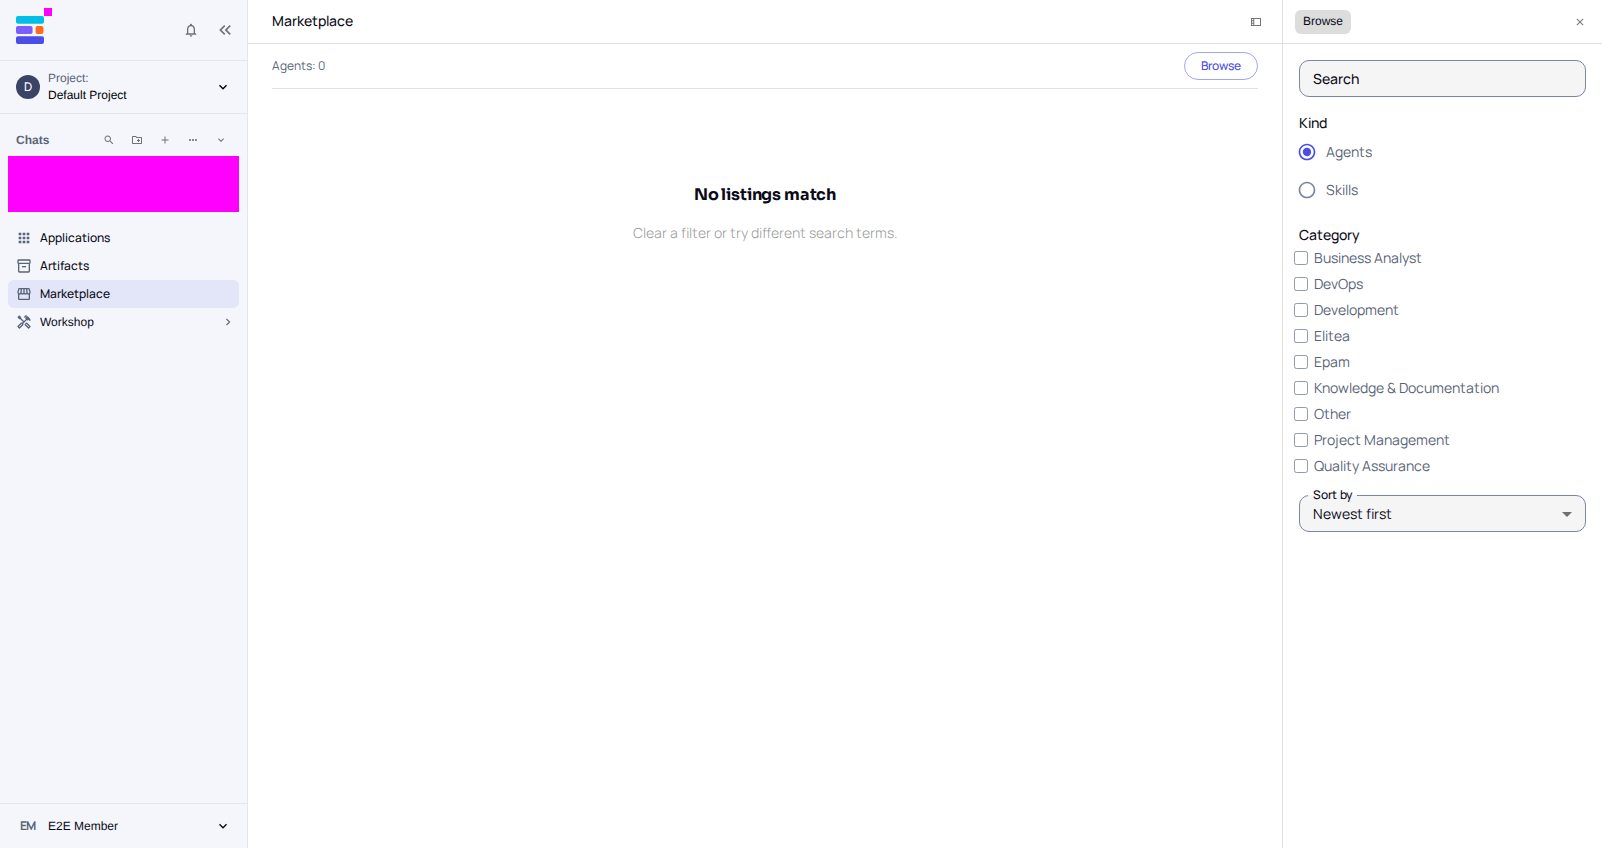 Marketplace
Browse
Agents: 0
Browse
D
Project:
Default Project
Chats
Applications
Artifacts
Marketplace
Workshop
No listings match
Clear a filter or try different search terms.
Search
Kind
Agents
Skills
Category
Business Analyst
DevOps
Development
Elitea
Epam
Knowledge & Documentation
Other
Project Management
Quality Assurance
Sort by
Newest first
EM
E2E Member